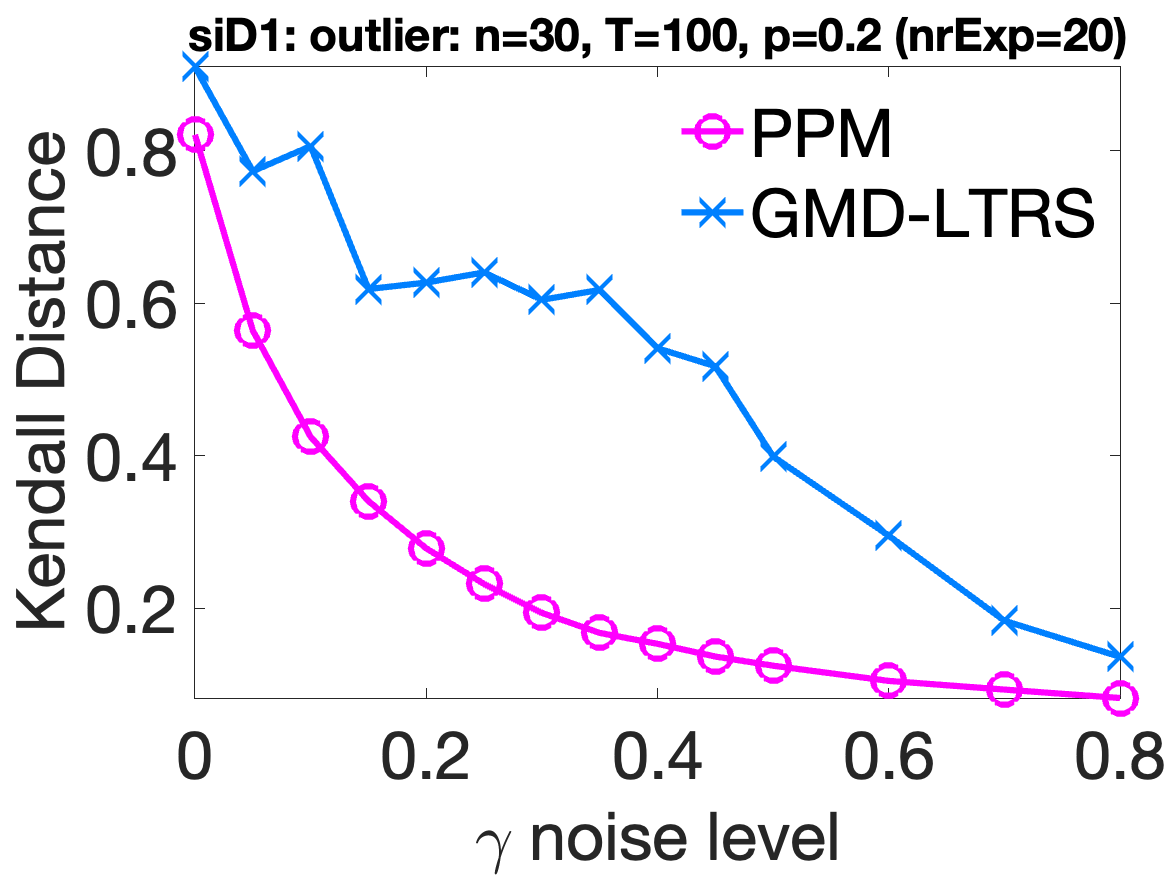 siD1: outlier: n=30, T=100, p=0.2 (nrExp=20)
PPM
GMD-LTRS
Kendall Distance
0.8
0.6
0.4
0.2
0 0.2 0.4 0.6 0.8
γ noise level